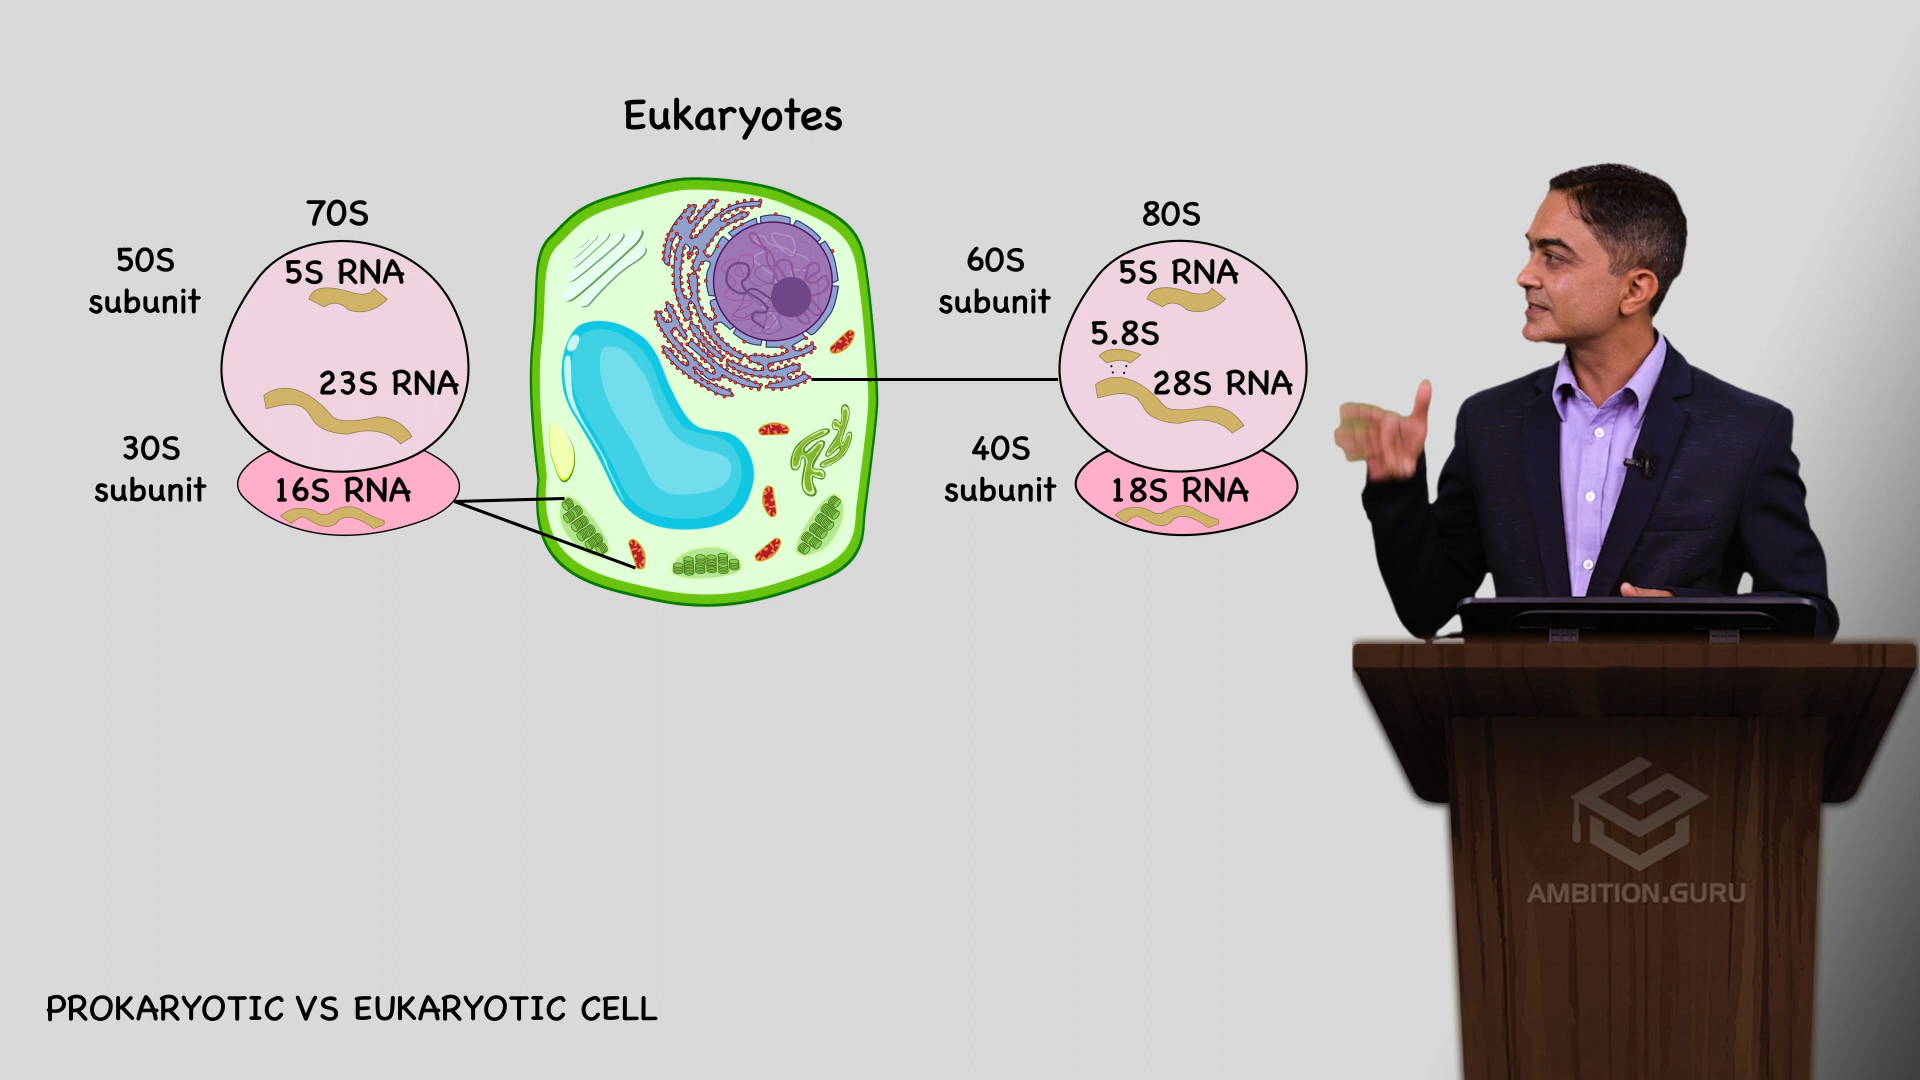 Eukaryotes
70S
50S
subunit
5S RNA
23S RNA
30S
subunit
16S RNA
80S
60S
subunit
5S RNA
5.8S
28S RNA
40S
subunit
18S RNA
AMBITION.GURU
PROKARYOTIC VS EUKARYOTIC CELL